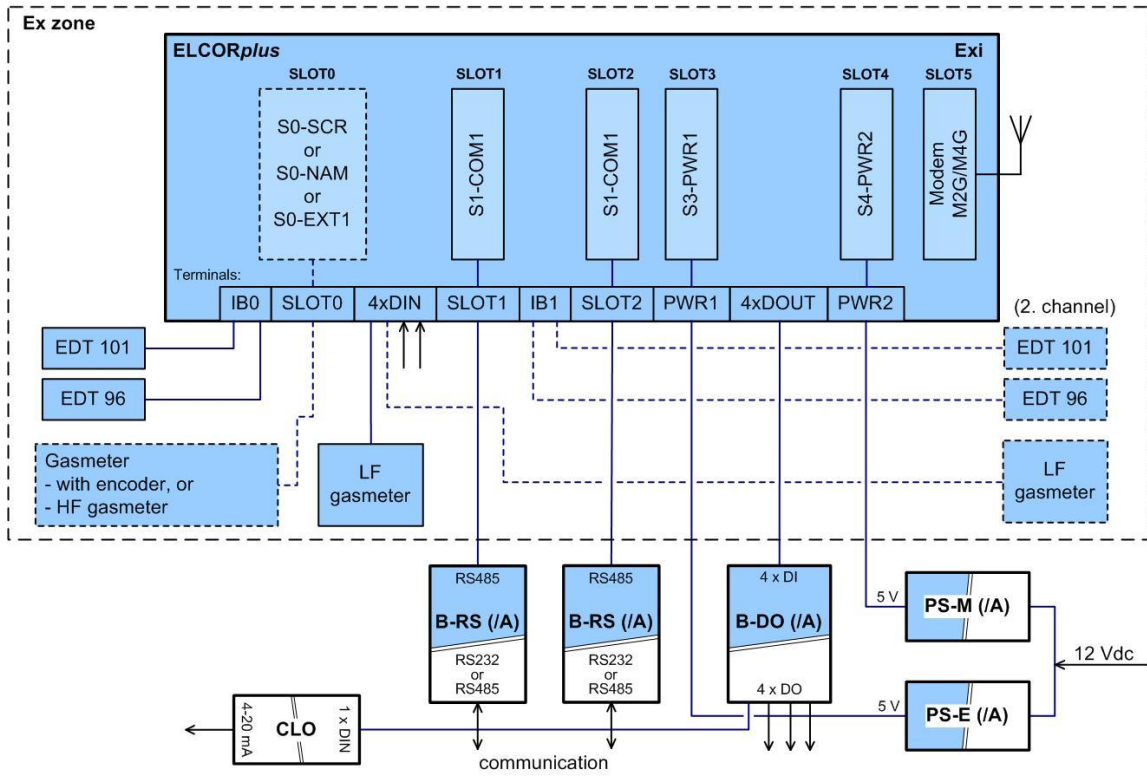 Ex zone
ELCORplus
Exi
SLOT0
SLOT1
SLOT2
SLOT3
SLOT4
SLOT5
S0-SCR
or
S0-NAM
or
S0-EXT1
S1-COM1
S1-COM1
S3-PWR1
S4-PWR2
Modem
M2G/M4G
Terminals:
IB0
SLOT0
4xDIN
SLOT1
IB1
SLOT2
PWR1
4xDOUT
PWR2
(2. channel)
EDT 101
EDT 101
EDT 96
EDT 96
Gasmeter
- with encoder, or
- HF gasmeter
LF
gasmeter
LF
gasmeter
RS485
B-RS (/A)
RS232
or
RS485
RS485
B-RS (/A)
RS232
or
RS485
4 x DI
B-DO (/A)
4 x DO
5 V
PS-M (/A)
12 Vdc
5 V
PS-E (/A)
4-20 mA
CLO
1 x DIN
communication